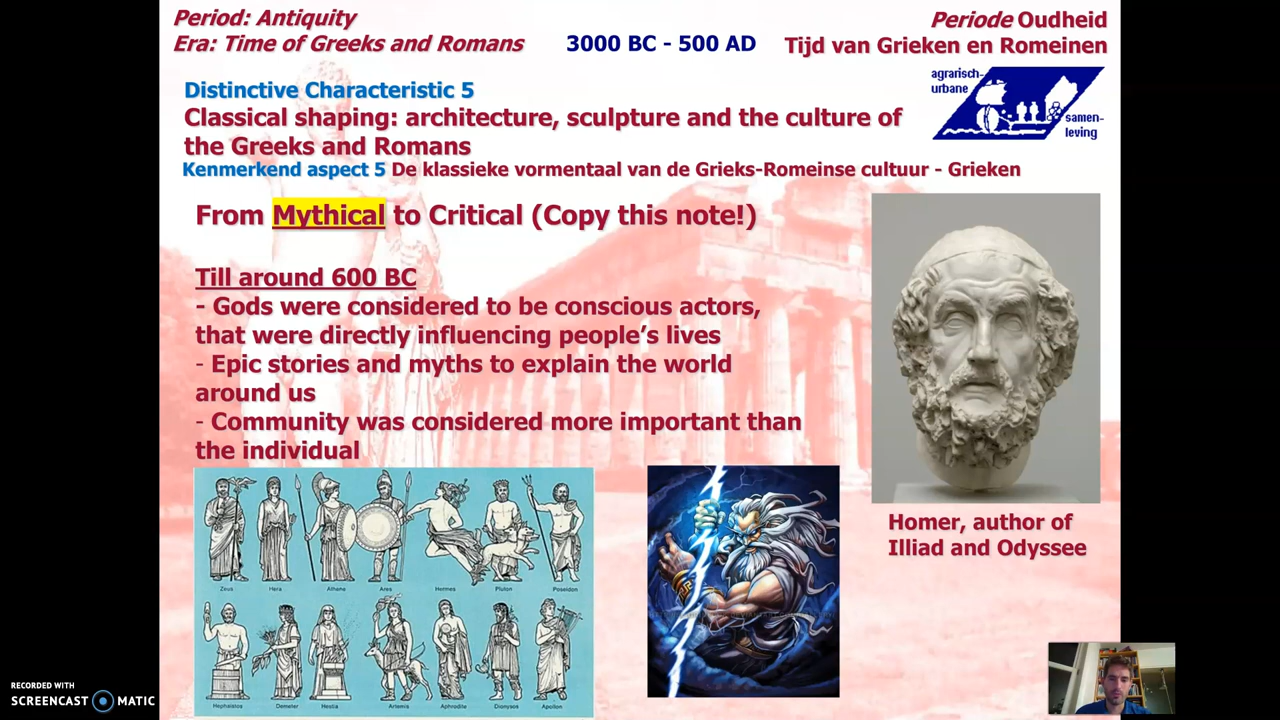 Period: Antiquity
Era: Time of Greeks and Romans
3000 BC - 500 AD
Periode Oudheid
Tijd van Grieken en Romeinen
agrarisch-
urbane
samen-
leving
Distinctive Characteristic 5
Classical shaping: architecture, sculpture and the culture of
the Greeks and Romans
Kenmerkend aspect 5 De klassieke vormentaal van de Grieks-Romeinse cultuur - Grieken
From Mythical to Critical (Copy this note!)
Till around 600 BC
- Gods were considered to be conscious actors,
that were directly influencing people's lives
- Epic stories and myths to explain the world
around us
- Community was considered more important than
the individual
Homer, author of
Illiad and Odyssee
Zeus Hera Athane Ares Hermes Pluton Poseidon
Hephaistos Demeter Hestia Artemis Aphrodite Dionysos Apollon
RECORDED WITH
SCREENCAST MATIC